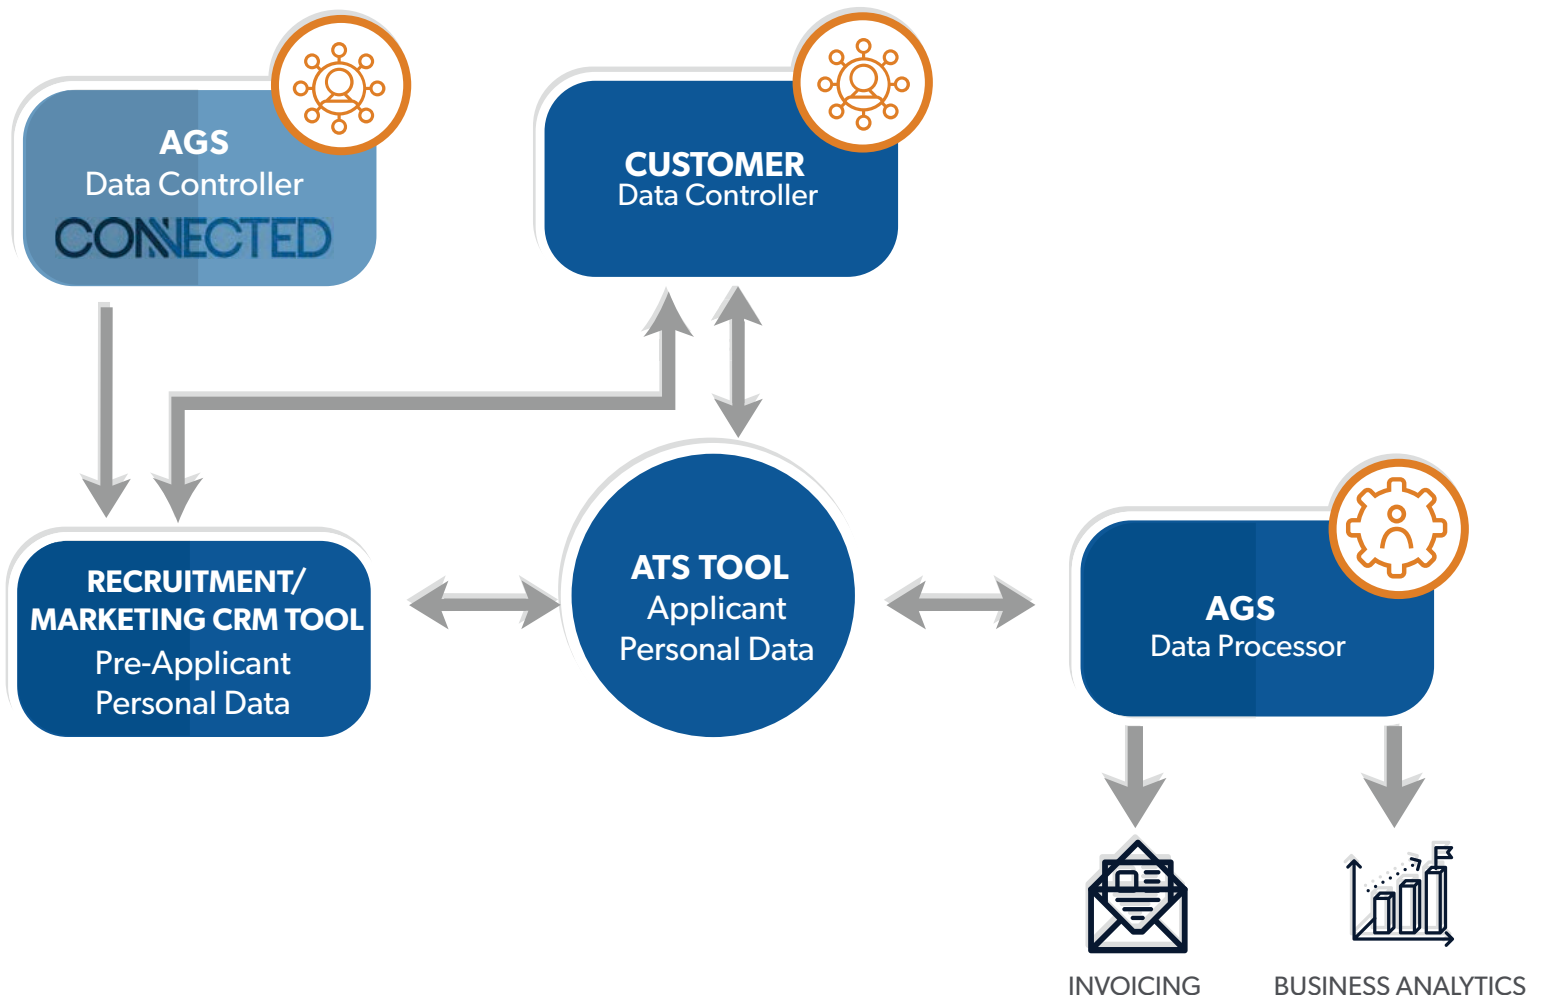 AGS
Data Controller
CONNECTED
CUSTOMER
Data Controller
RECRUITMENT/
MARKETING CRM TOOL
Pre-Applicant
Personal Data
ATS TOOL
Applicant
Personal Data
AGS
Data Processor
INVOICING
BUSINESS ANALYTICS